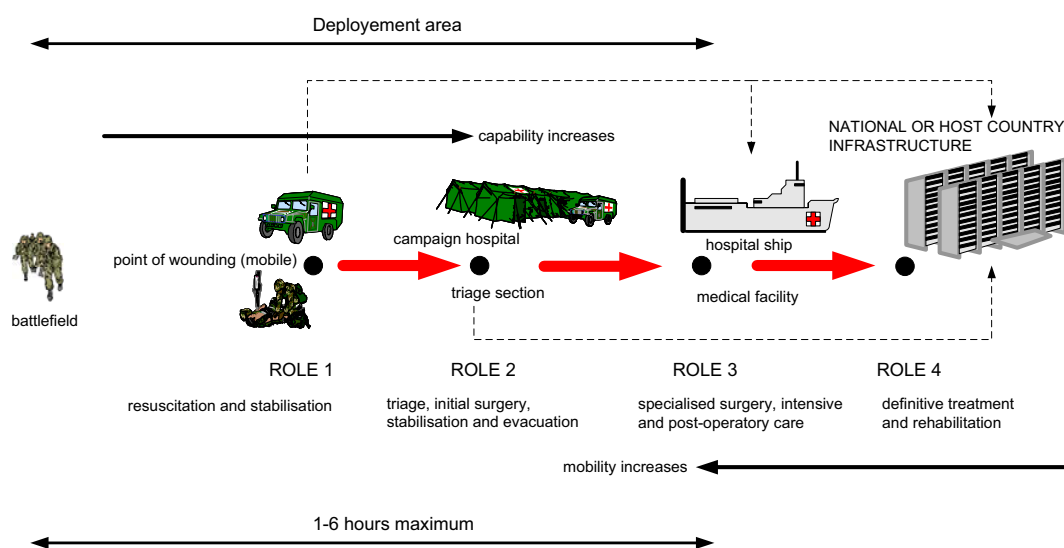 Deployement area
capability increases
NATIONAL OR HOST COUNTRY
INFRASTRUCTURE
campaign hospital
hospital ship
point of wounding (mobile)
triage section
medical facility
battlefield
ROLE 1
ROLE 2
ROLE 3
ROLE 4
resuscitation and stabilisation
triage, initial surgery,
stabilisation and evacuation
specialised surgery, intensive
and post-operatory care
definitive treatment
and rehabilitation
mobility increases
1-6 hours maximum